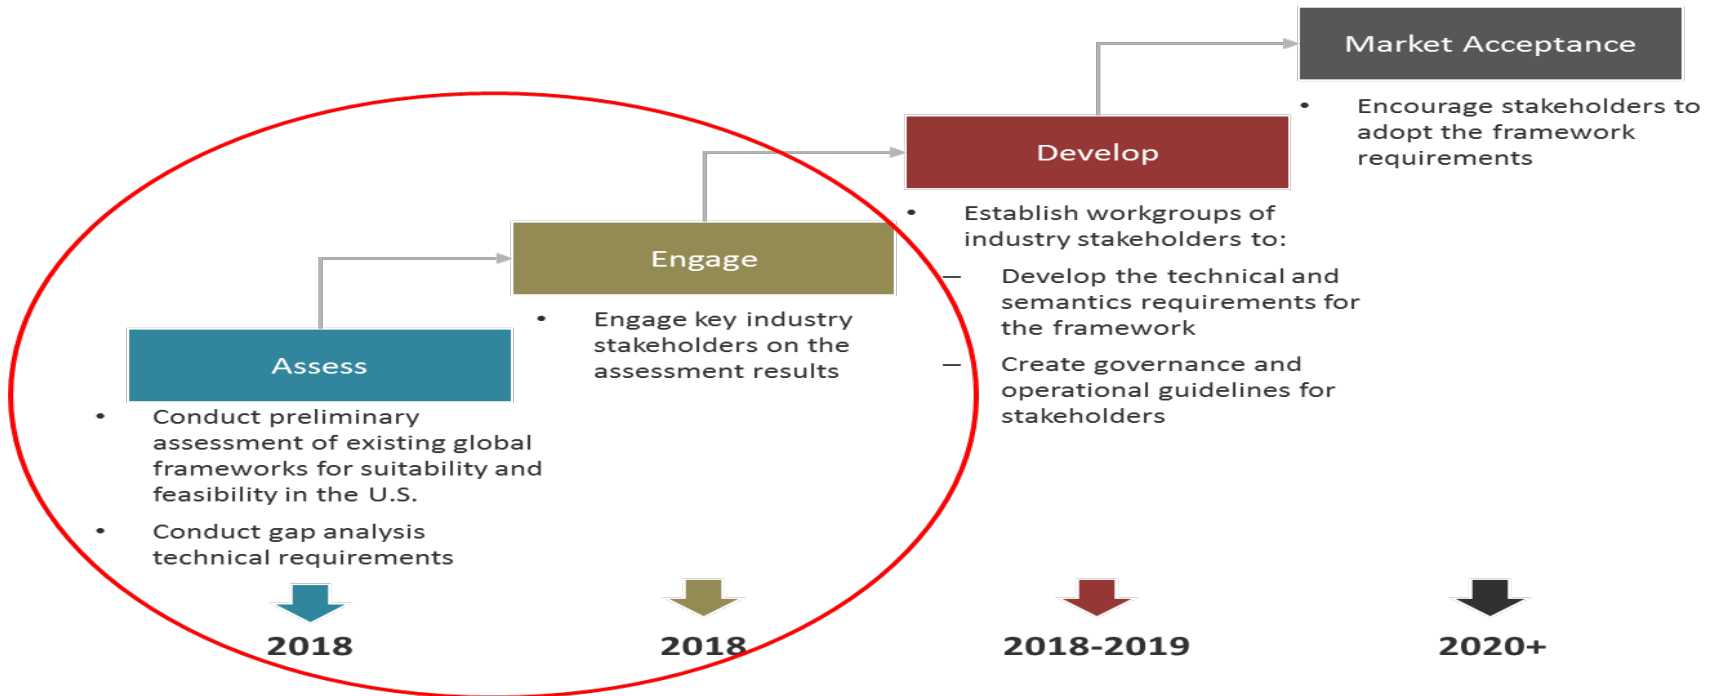 Market Acceptance
• Encourage stakeholders to
adopt the framework
requirements
Develop
• Establish workgroups of
industry stakeholders to:
— Develop the technical and
semantics requirements for
the framework
— Create governance and
operational guidelines for
stakeholders
Engage
• Engage key industry
stakeholders on the
assessment results
Assess
• Conduct preliminary
assessment of existing global
frameworks for suitability and
feasibility in the U.S.
• Conduct gap analysis
technical requirements
2018
2018
2018-2019
2020+